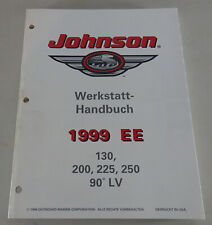 Johnson
Werkstatt-
Handbuch
1999 EE
130,
200, 225, 250
90° LV